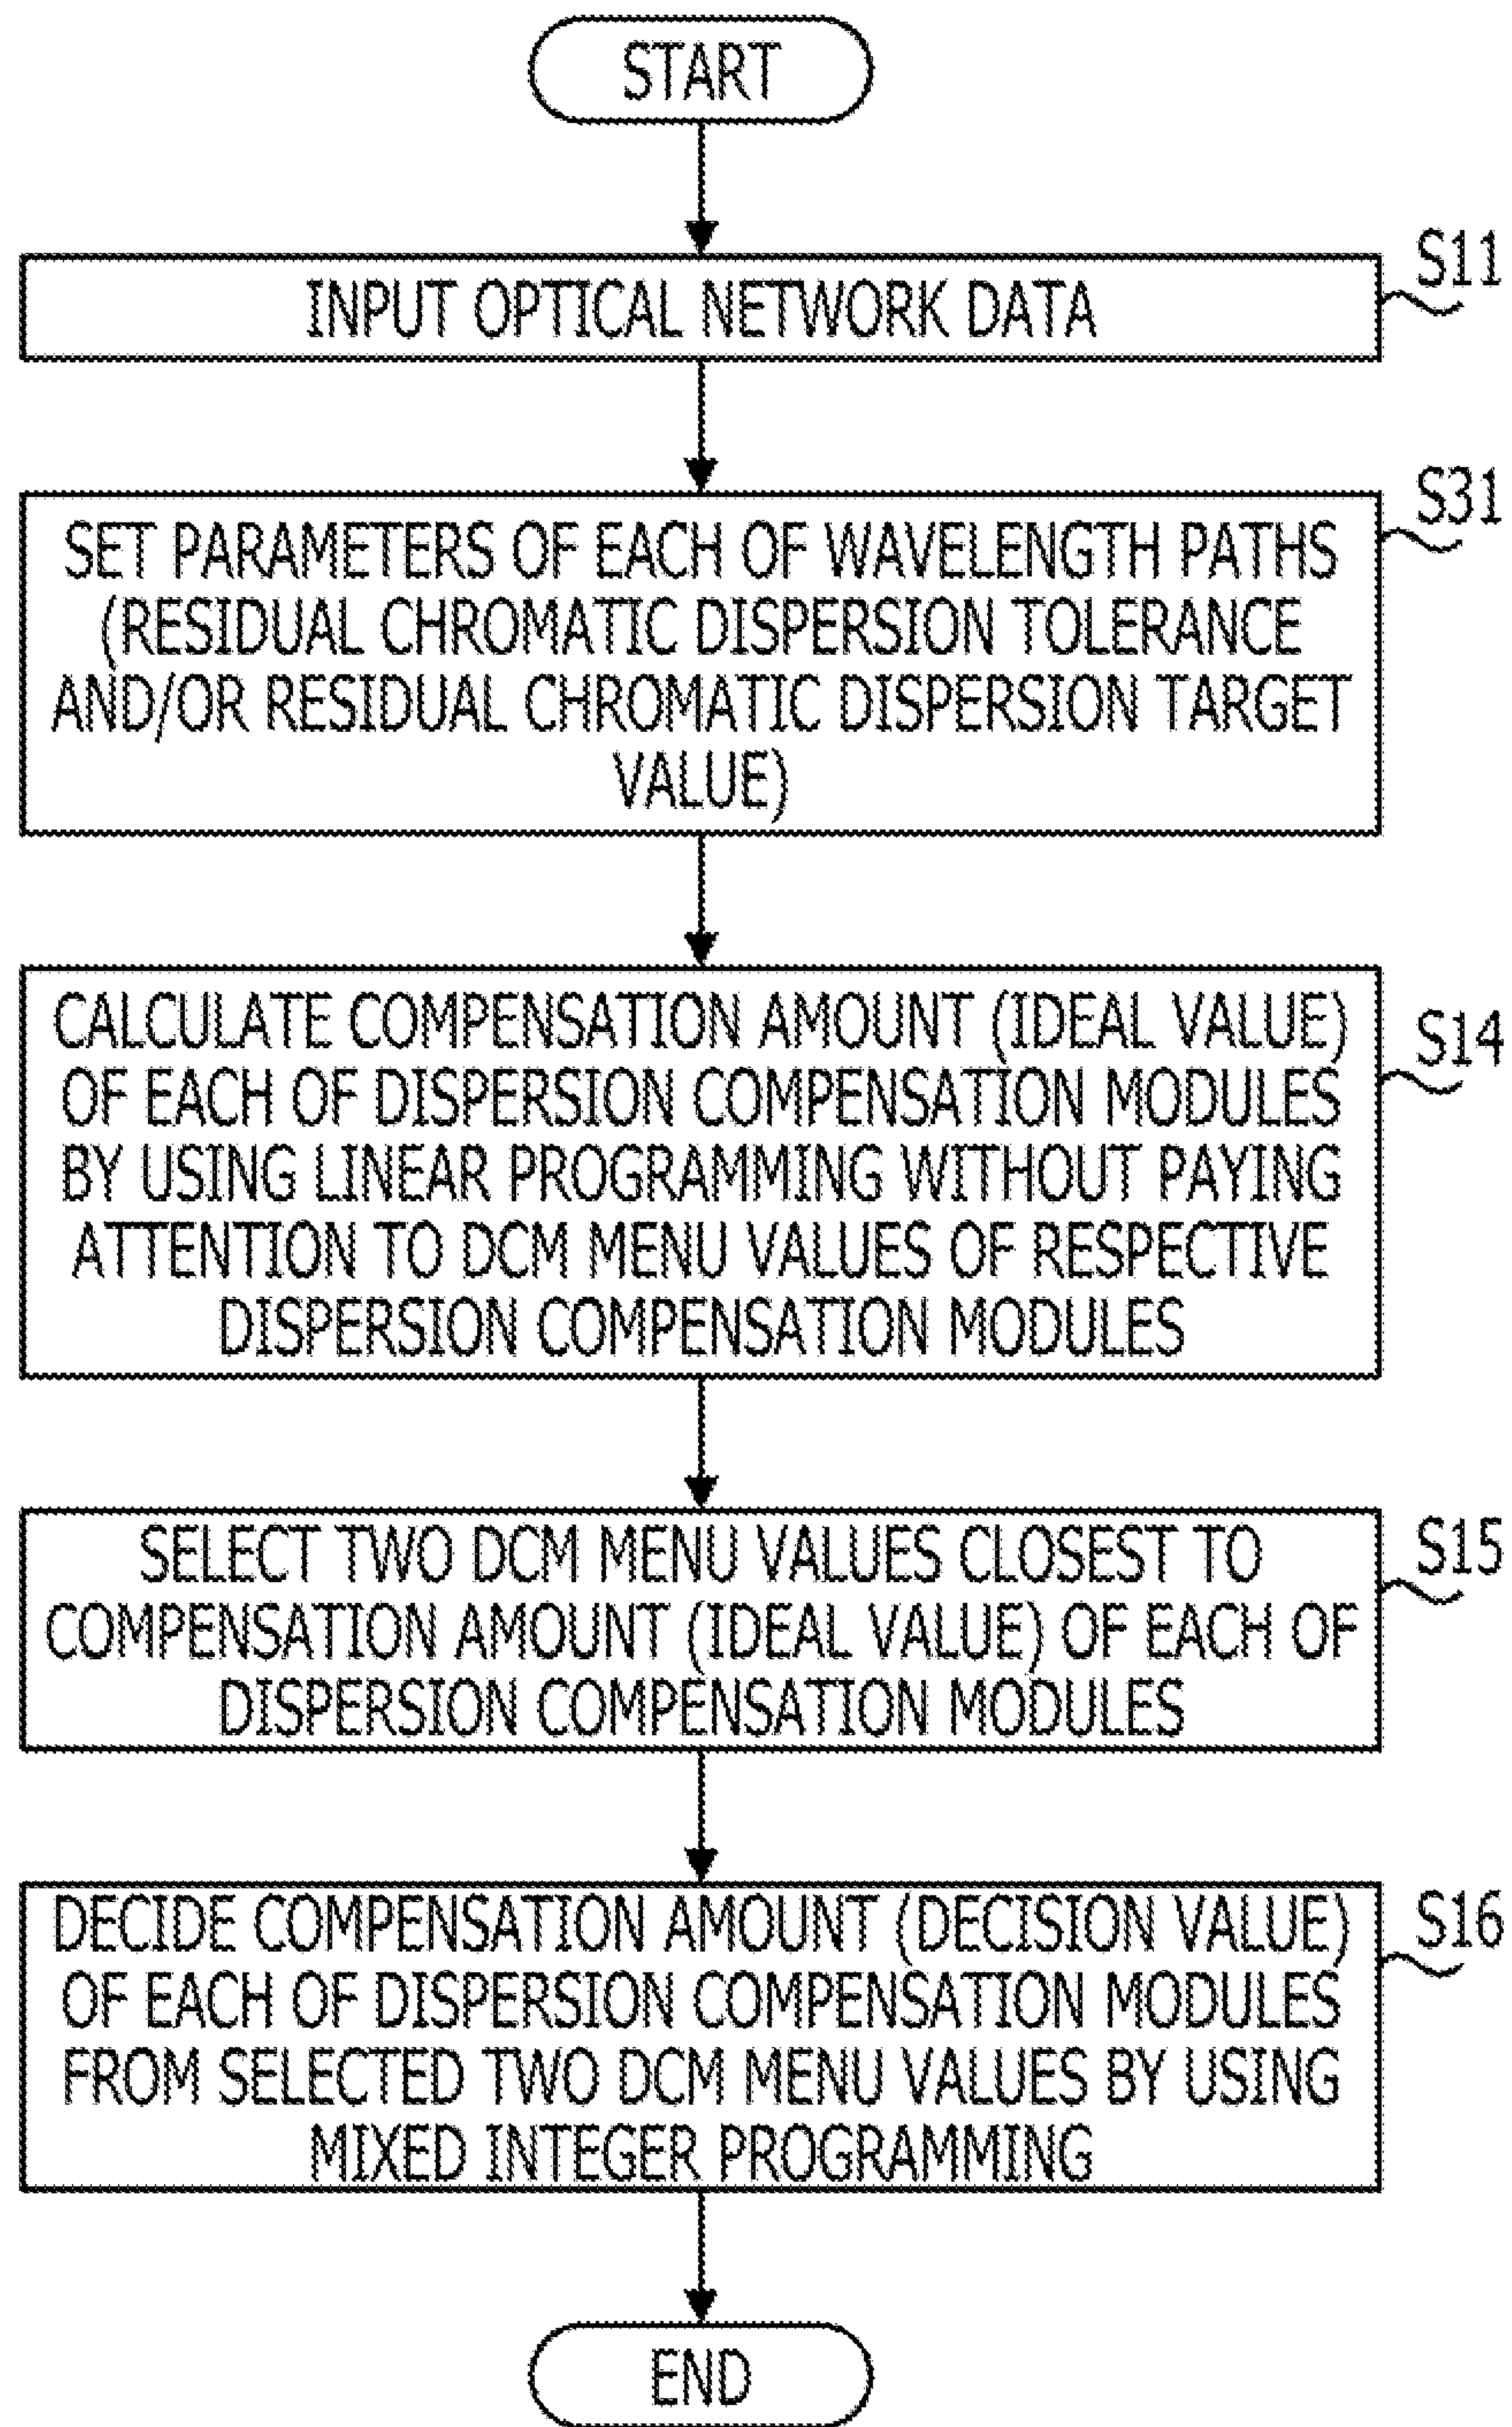 START
S11
INPUT OPTICAL NETWORK DATA
S31
SET PARAMETERS OF EACH OF WAVELENGTH PATHS
(RESIDUAL CHROMATIC DISPERSION TOLERANCE
AND/OR RESIDUAL CHROMATIC DISPERSION TARGET
VALUE)
S14
CALCULATE COMPENSATION AMOUNT (IDEAL VALUE)
OF EACH OF DISPERSION COMPENSATION MODULES
BY USING LINEAR PROGRAMMING WITHOUT PAYING
ATTENTION TO DCM MENU VALUES OF RESPECTIVE
DISPERSION COMPENSATION MODULES
S15
SELECT TWO DCM MENU VALUES CLOSEST TO
COMPENSATION AMOUNT (IDEAL VALUE) OF EACH OF
DISPERSION COMPENSATION MODULES
S16
DECIDE COMPENSATION AMOUNT (DECISION VALUE)
OF EACH OF DISPERSION COMPENSATION MODULES
FROM SELECTED TWO DCM MENU VALUES BY USING
MIXED INTEGER PROGRAMMING
END